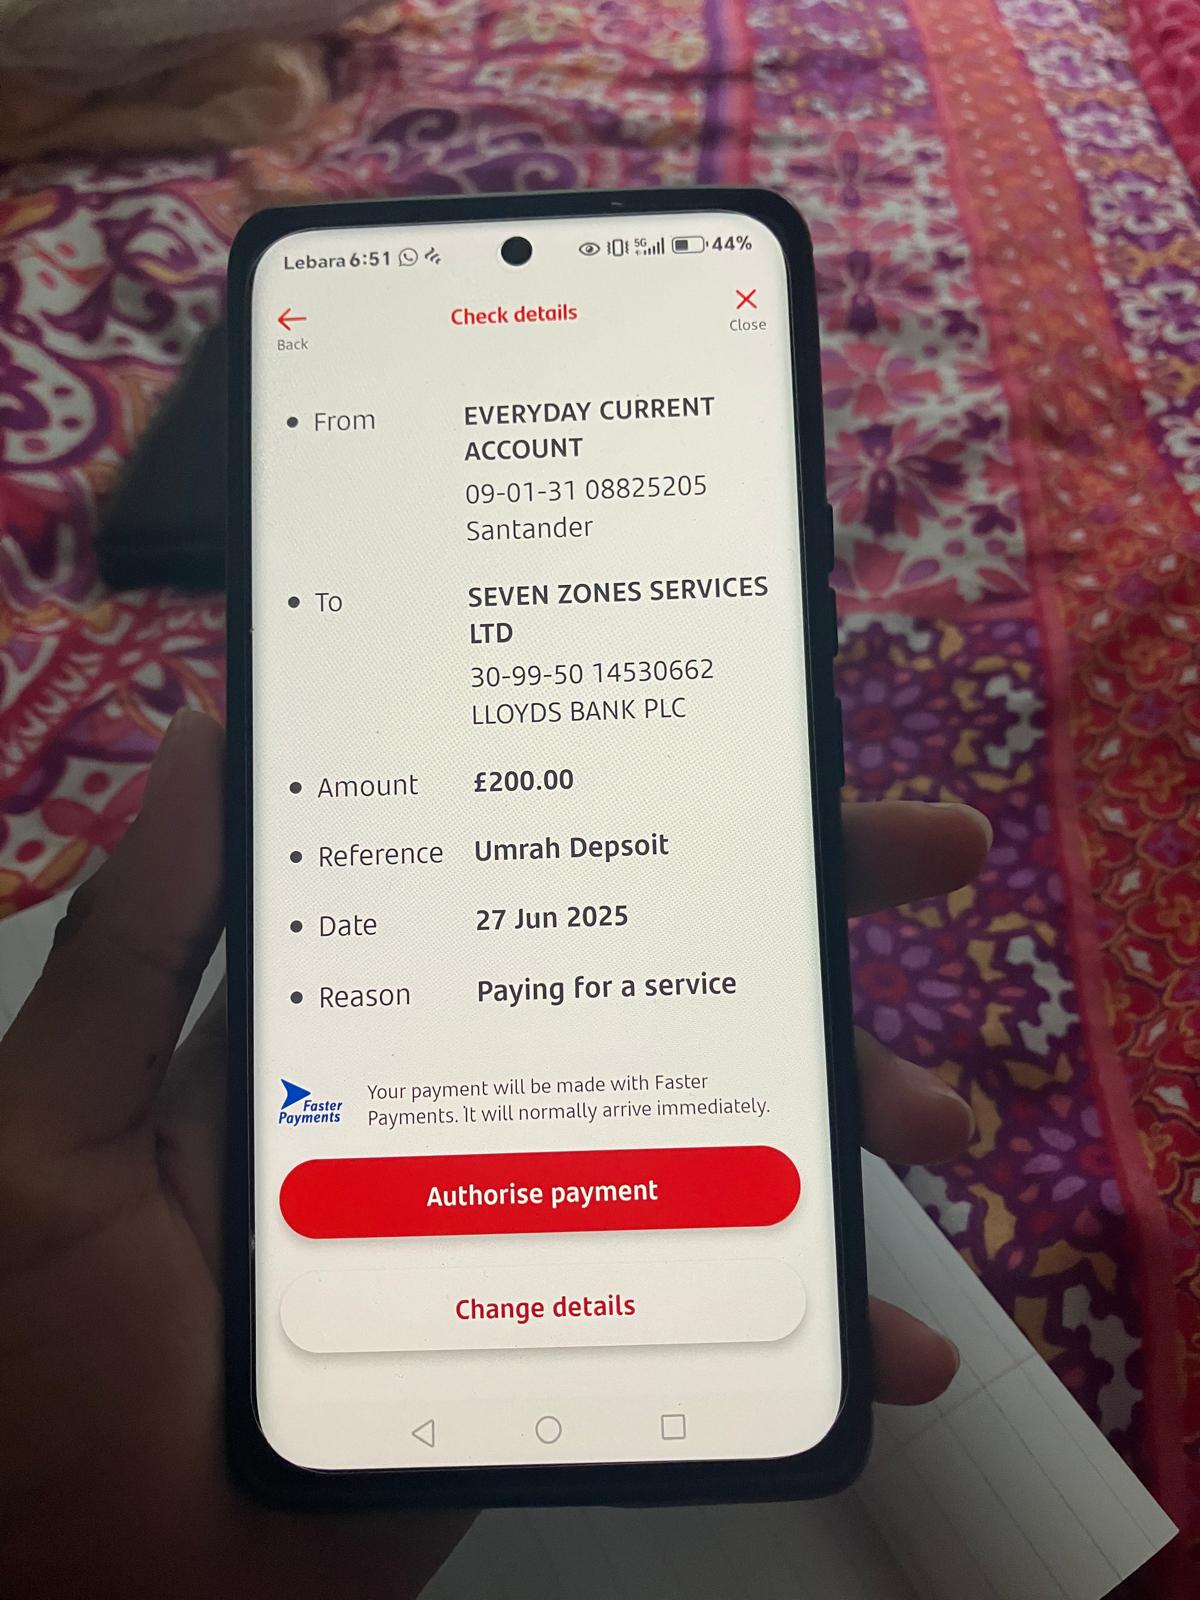 Lebara 6:51 5G 44%
Check details
Back
Close
From
EVERYDAY CURRENT
ACCOUNT
09-01-31 08825205
Santander
To
SEVEN ZONES SERVICES
LTD
30-99-50 14530662
LLOYDS BANK PLC
Amount £200.00
Reference Umrah Depsoit
Date 27 Jun 2025
Reason Paying for a service
Faster
Payments
Your payment will be made with Faster
Payments. It will normally arrive immediately.
Authorise payment
Change details